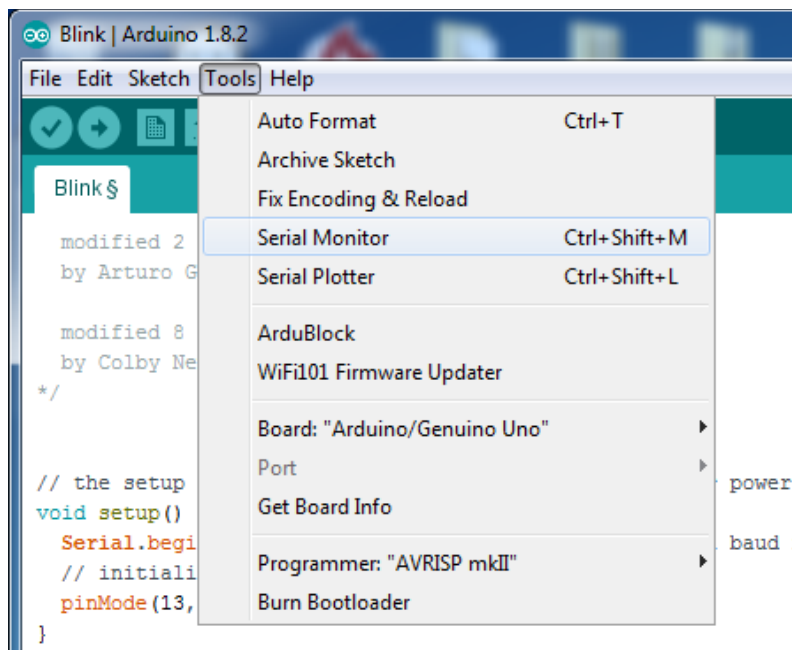 Blink | Arduino 1.8.2
File Edit Sketch Tools Help
Auto Format Ctrl+T
Archive Sketch
Fix Encoding & Reload
Serial Monitor Ctrl+Shift+M
Serial Plotter Ctrl+Shift+L
ArduBlock
WiFi101 Firmware Updater
Board: "Arduino/Genuino Uno"
Port
Get Board Info
Programmer: "AVRISP mkII"
Burn Bootloader
Blink §
modified 2
by Arturo G
modified 8
by Colby Ne
*/
// the setup power
void setup()
Serial.begi baud
// initiali
pinMode(13,
}